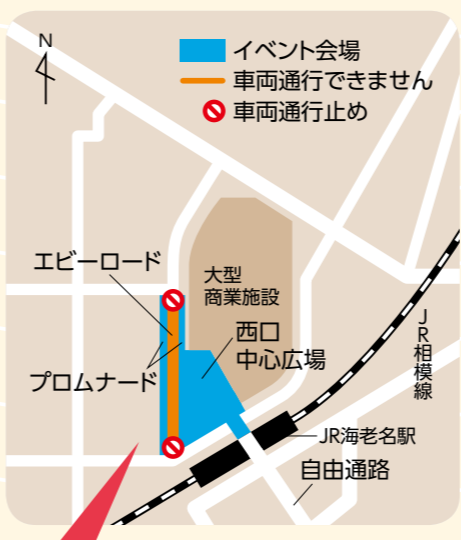 N
イベント会場
車両通行できません
車両通行止め
エビーロード
大型
商業施設
西口
中心広場
プロムナード
JR相模線
JR海老名駅
自由通路